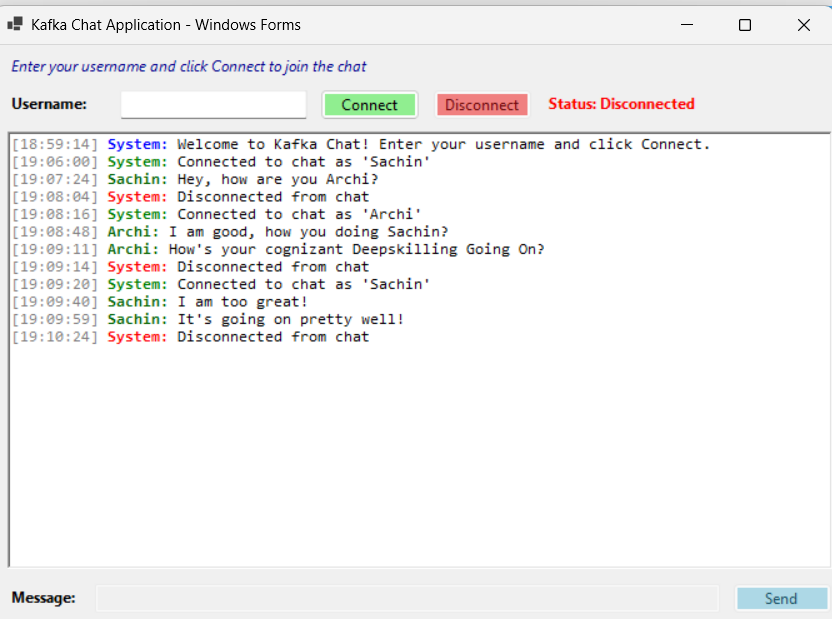 Kafka Chat Application - Windows Forms
Enter your username and click Connect to join the chat
Username: Connect Disconnect Status: Disconnected
[18:59:14] System: Welcome to Kafka Chat! Enter your username and click Connect.
[19:06:00] System: Connected to chat as 'Sachin'
[19:07:24] Sachin: Hey, how are you Archi?
[19:08:04] System: Disconnected from chat
[19:08:16] System: Connected to chat as 'Archi'
[19:08:48] Archi: I am good, how you doing Sachin?
[19:09:11] Archi: How's your cognizant Deepskilling Going On?
[19:09:14] System: Disconnected from chat
[19:09:20] System: Connected to chat as 'Sachin'
[19:09:40] Sachin: I am too great!
[19:09:59] Sachin: It's going on pretty well!
[19:10:24] System: Disconnected from chat
Message: Send